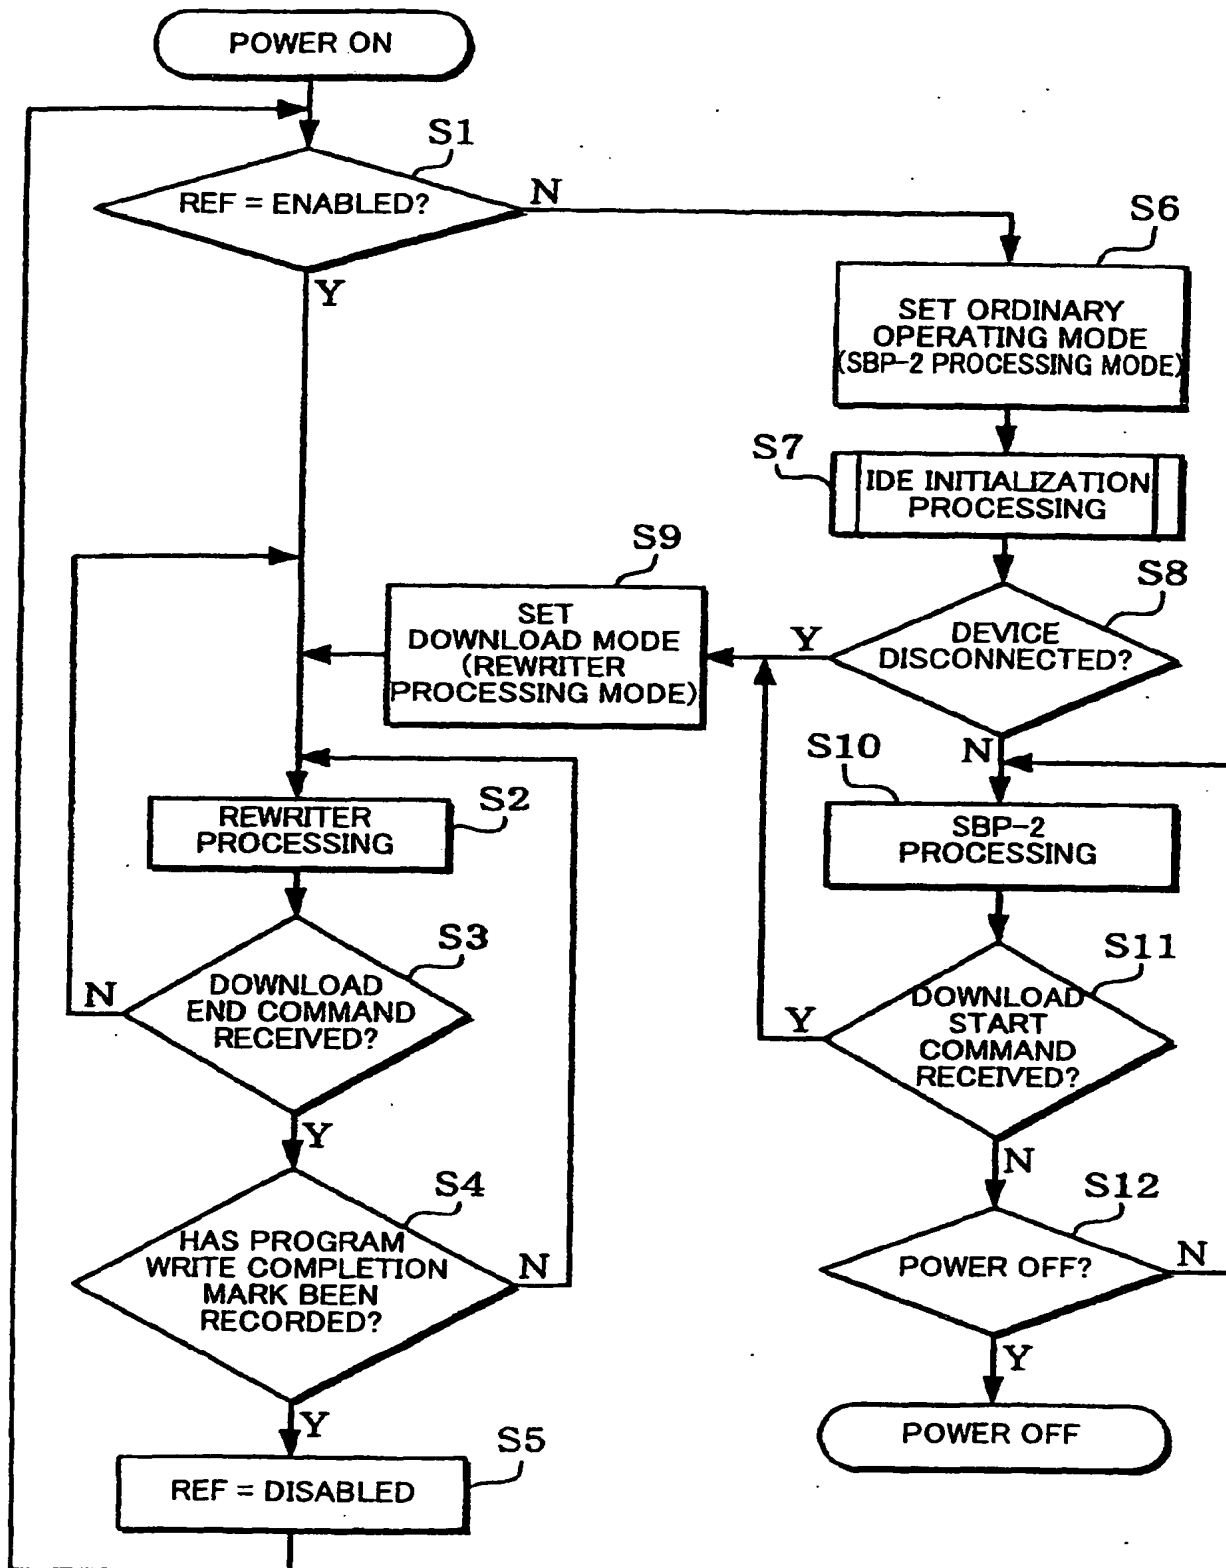 POWER ON
S1
REF = ENABLED?
N
Y
S6
SET ORDINARY
OPERATING MODE
(SBP-2 PROCESSING MODE)
S7
IDE INITIALIZATION
PROCESSING
S8
DEVICE
DISCONNECTED?
Y
N
S9
SET
DOWNLOAD MODE
(REWRITER
PROCESSING MODE)
S2
REWRITER
PROCESSING
S10
SBP-2
PROCESSING
S3
DOWNLOAD
END COMMAND
RECEIVED?
N
Y
S11
DOWNLOAD
START
COMMAND
RECEIVED?
Y
N
S4
HAS PROGRAM
WRITE COMPLETION
MARK BEEN
RECORDED?
N
Y
S12
POWER OFF?
N
Y
S5
REF = DISABLED
POWER OFF